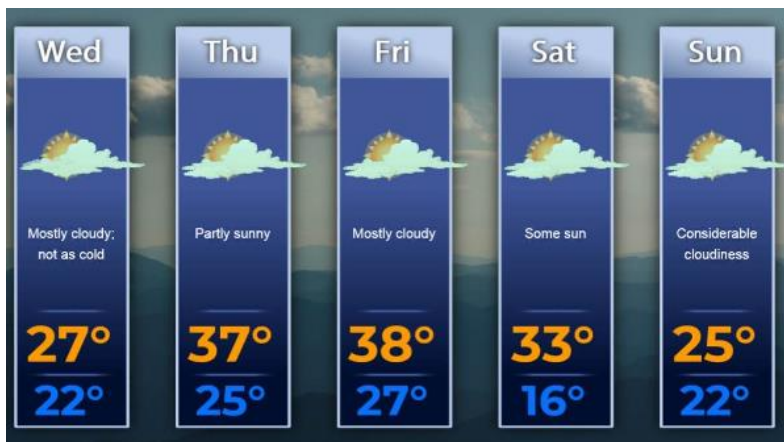 Wed
Thu
Fri
Sat
Sun
Mostly cloudy;
not as cold
Partly sunny
Mostly cloudy
Some sun
Considerable
cloudiness
27°
37°
38°
33°
25°
22°
25°
27°
16°
22°